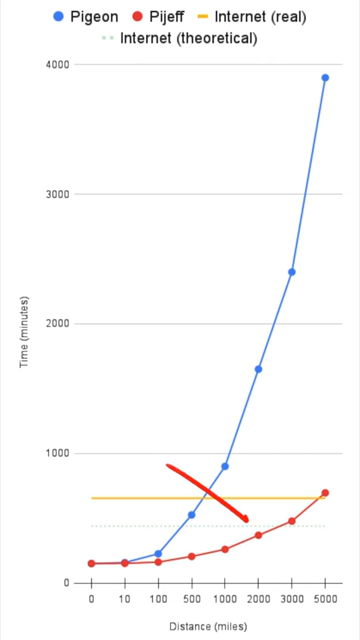 Pigeon Pijeff Internet (real)
Internet (theoretical)
4000
3000
2000
1000
0
Time (minutes)
0 10 100 500 1000 2000 3000 5000
Distance (miles)